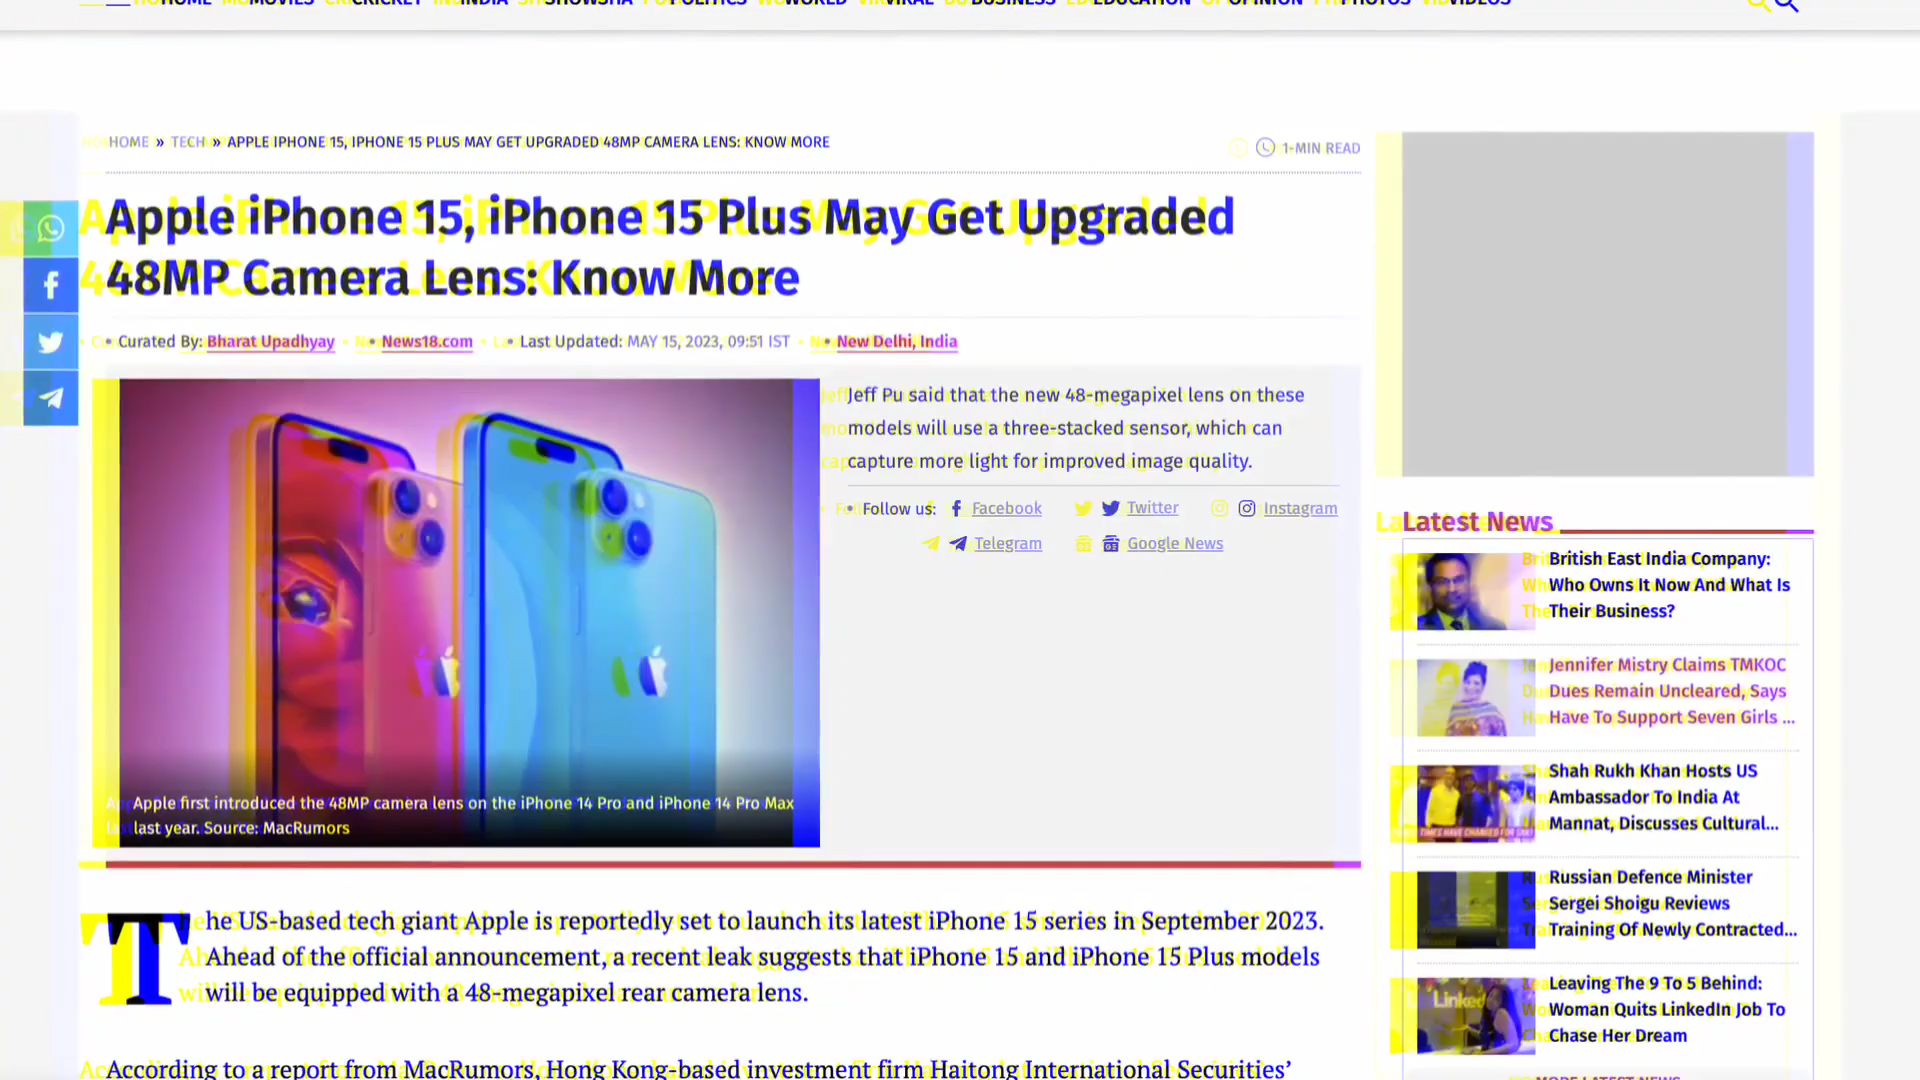 HOME MOVIES CRICKET INDIA SHOWSHA POLITICS WORLD VIRAL BUSINESS EDUCATION OPINION PHOTOS VIDEOS
HOME » TECH » APPLE IPHONE 15, IPHONE 15 PLUS MAY GET UPGRADED 48MP CAMERA LENS: KNOW MORE
1-MIN READ
Apple iPhone 15, iPhone 15 Plus May Get Upgraded
48MP Camera Lens: Know More
• Curated By: Bharat Upadhyay • News18.com • Last Updated: MAY 15, 2023, 09:51 IST • New Delhi, India
Jeff Pu said that the new 48-megapixel lens on these
models will use a three-stacked sensor, which can
capture more light for improved image quality.
• Follow us: Facebook Twitter Instagram
Telegram Google News
Apple first introduced the 48MP camera lens on the iPhone 14 Pro and iPhone 14 Pro Max
last year. Source: MacRumors
The US-based tech giant Apple is reportedly set to launch its latest iPhone 15 series in September 2023.
Ahead of the official announcement, a recent leak suggests that iPhone 15 and iPhone 15 Plus models
will be equipped with a 48-megapixel rear camera lens.
According to a report from MacRumors, Hong Kong-based investment firm Haitong International Securities’
Latest News
British East India Company:
Who Owns It Now And What Is
Their Business?
Jennifer Mistry Claims TMKOC
Dues Remain Uncleared, Says
Have To Support Seven Girls ...
Shah Rukh Khan Hosts US
Ambassador To India At
Mannat, Discusses Cultural...
Russian Defence Minister
Sergei Shoigu Reviews
Training Of Newly Contracted...
Linked
Leaving The 9 To 5 Behind:
Woman Quits LinkedIn Job To
Chase Her Dream
MORE LATEST NEWS